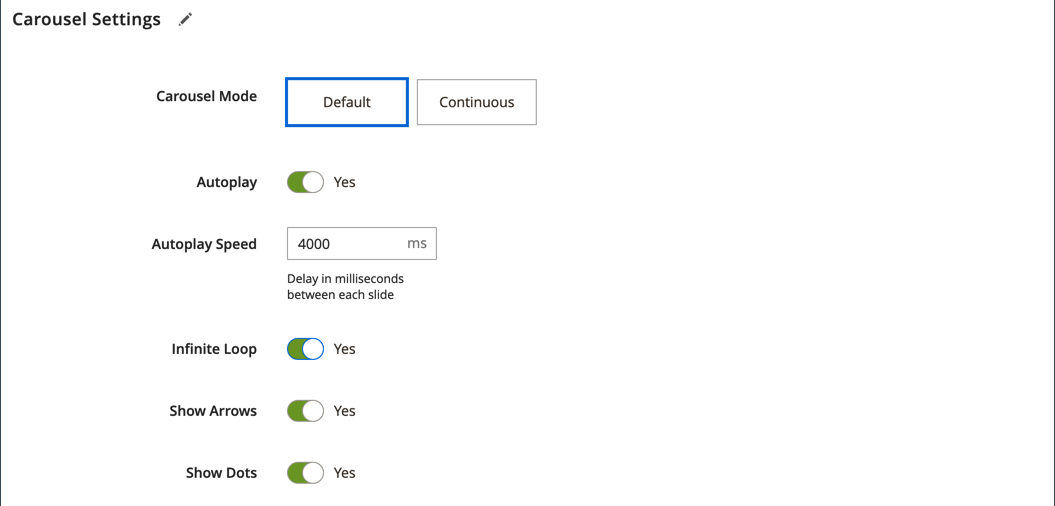 Carousel Settings
Carousel Mode
Default
Continuous
Autoplay
Yes
Autoplay Speed
4000
ms
Delay in milliseconds
between each slide
Infinite Loop
Yes
Show Arrows
Yes
Show Dots
Yes